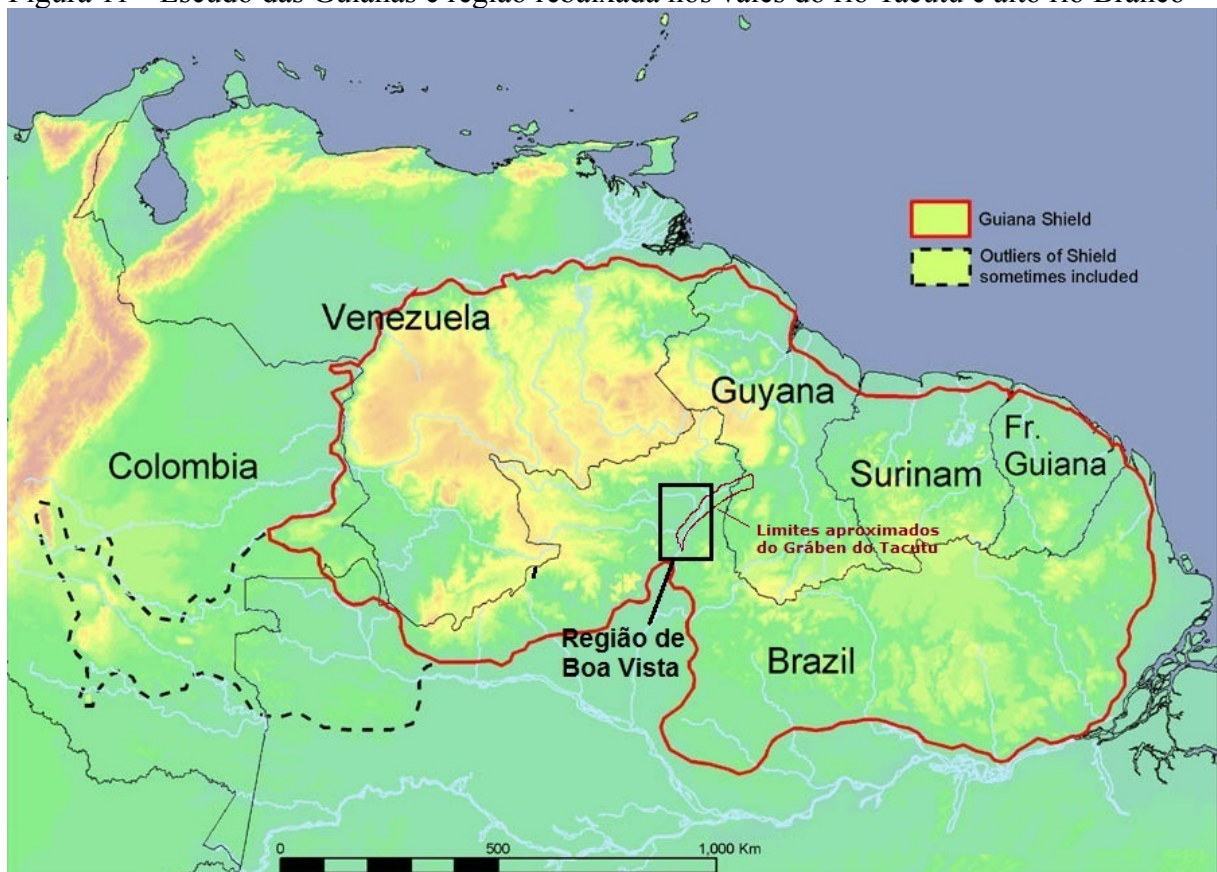 Figura 11 – Escudo das Guianas e região rebaixada nos vales do rio Tacutu e alto rio Branco
Guiana Shield
Outliers of Shield
sometimes included
Venezuela
Guyana
Colombia
Surinam
Fr.
Guiana
Limites aproximados
do Gráben do Tacutu
Região de
Boa Vista
Brazil
0 500 1,000 Km